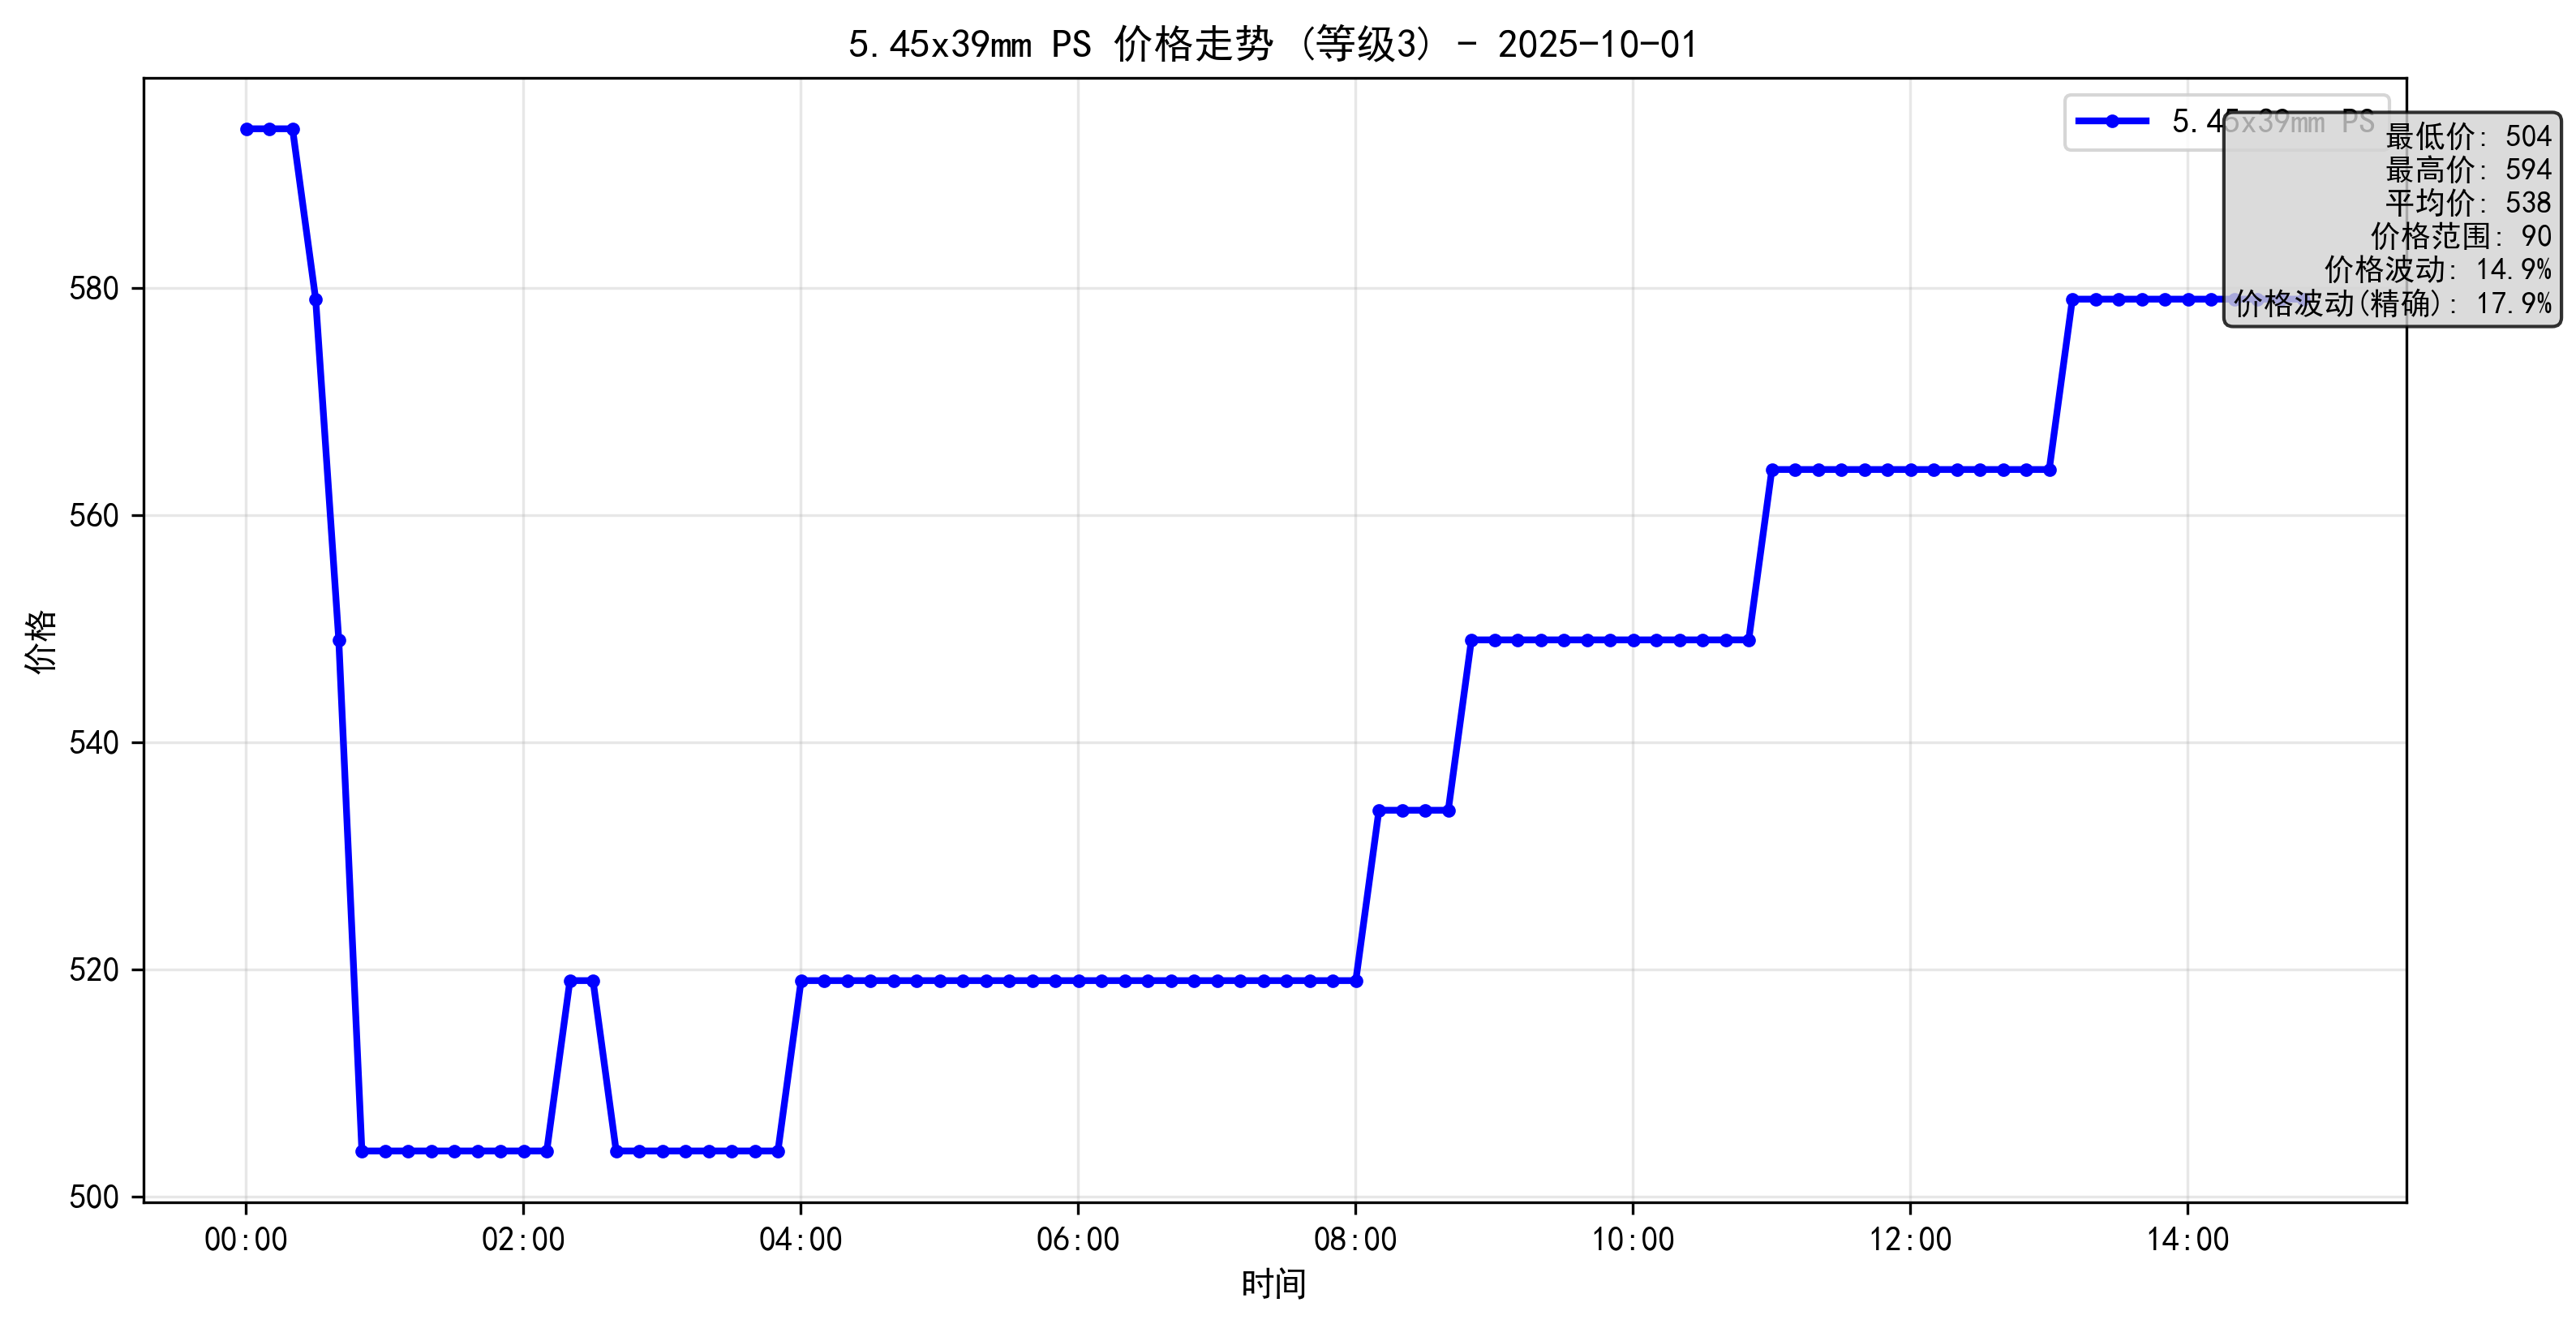 5.45x39mm PS 价格走势 (等级3) - 2025-10-01
5.45x39mm PS
最低价: 504
最高价: 594
平均价: 538
价格范围: 90
价格波动: 14.9%
价格波动(精确): 17.9%
580
560
540
520
500
价格
00:00 02:00 04:00 06:00 08:00 10:00 12:00 14:00
时间